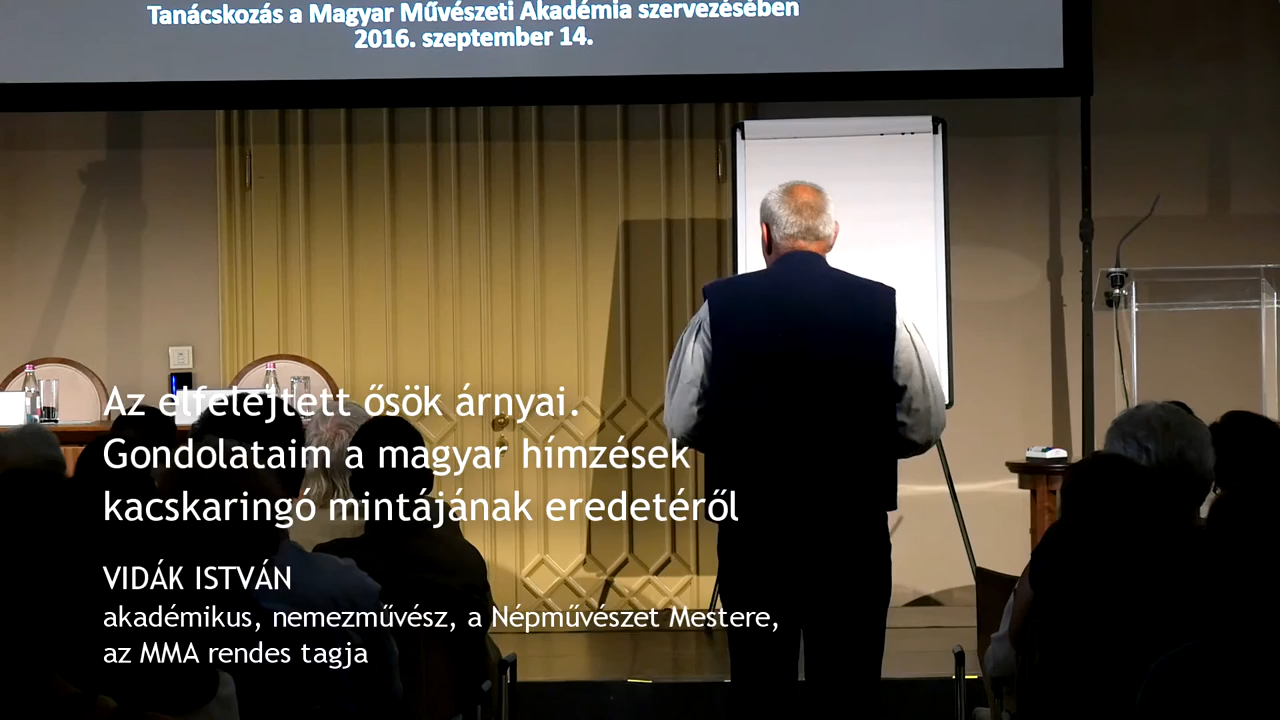 Tanácskozás a Magyar Művészeti Akadémia szervezésében
2016. szeptember 14.
Az elfelejtett ősök árnyai.
Gondolataim a magyar hímzések
kacskaringó mintájának eredetéről
VIDÁK ISTVÁN
akadémikus, nemezművész, a Népművészet Mestere,
az MMA rendes tagja